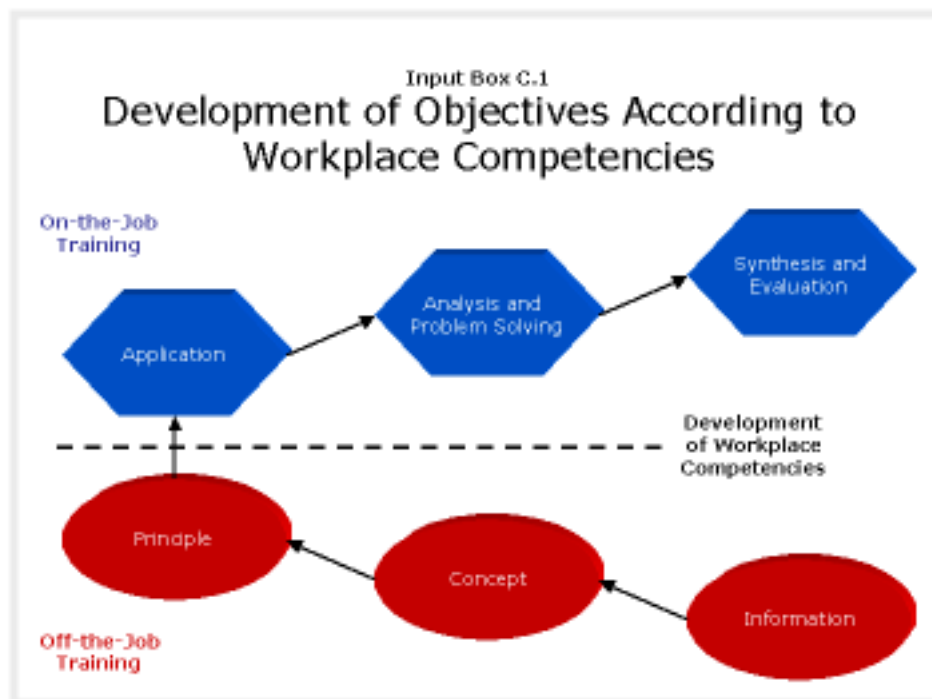 Input Box C.1
Development of Objectives According to
Workplace Competencies
On-the-Job
Training
Synthesis and
Evaluation
Analysis and
Problem Solving
Application
Development
of Workplace
Competencies
Principle
Concept
Information
Off-the-Job
Training